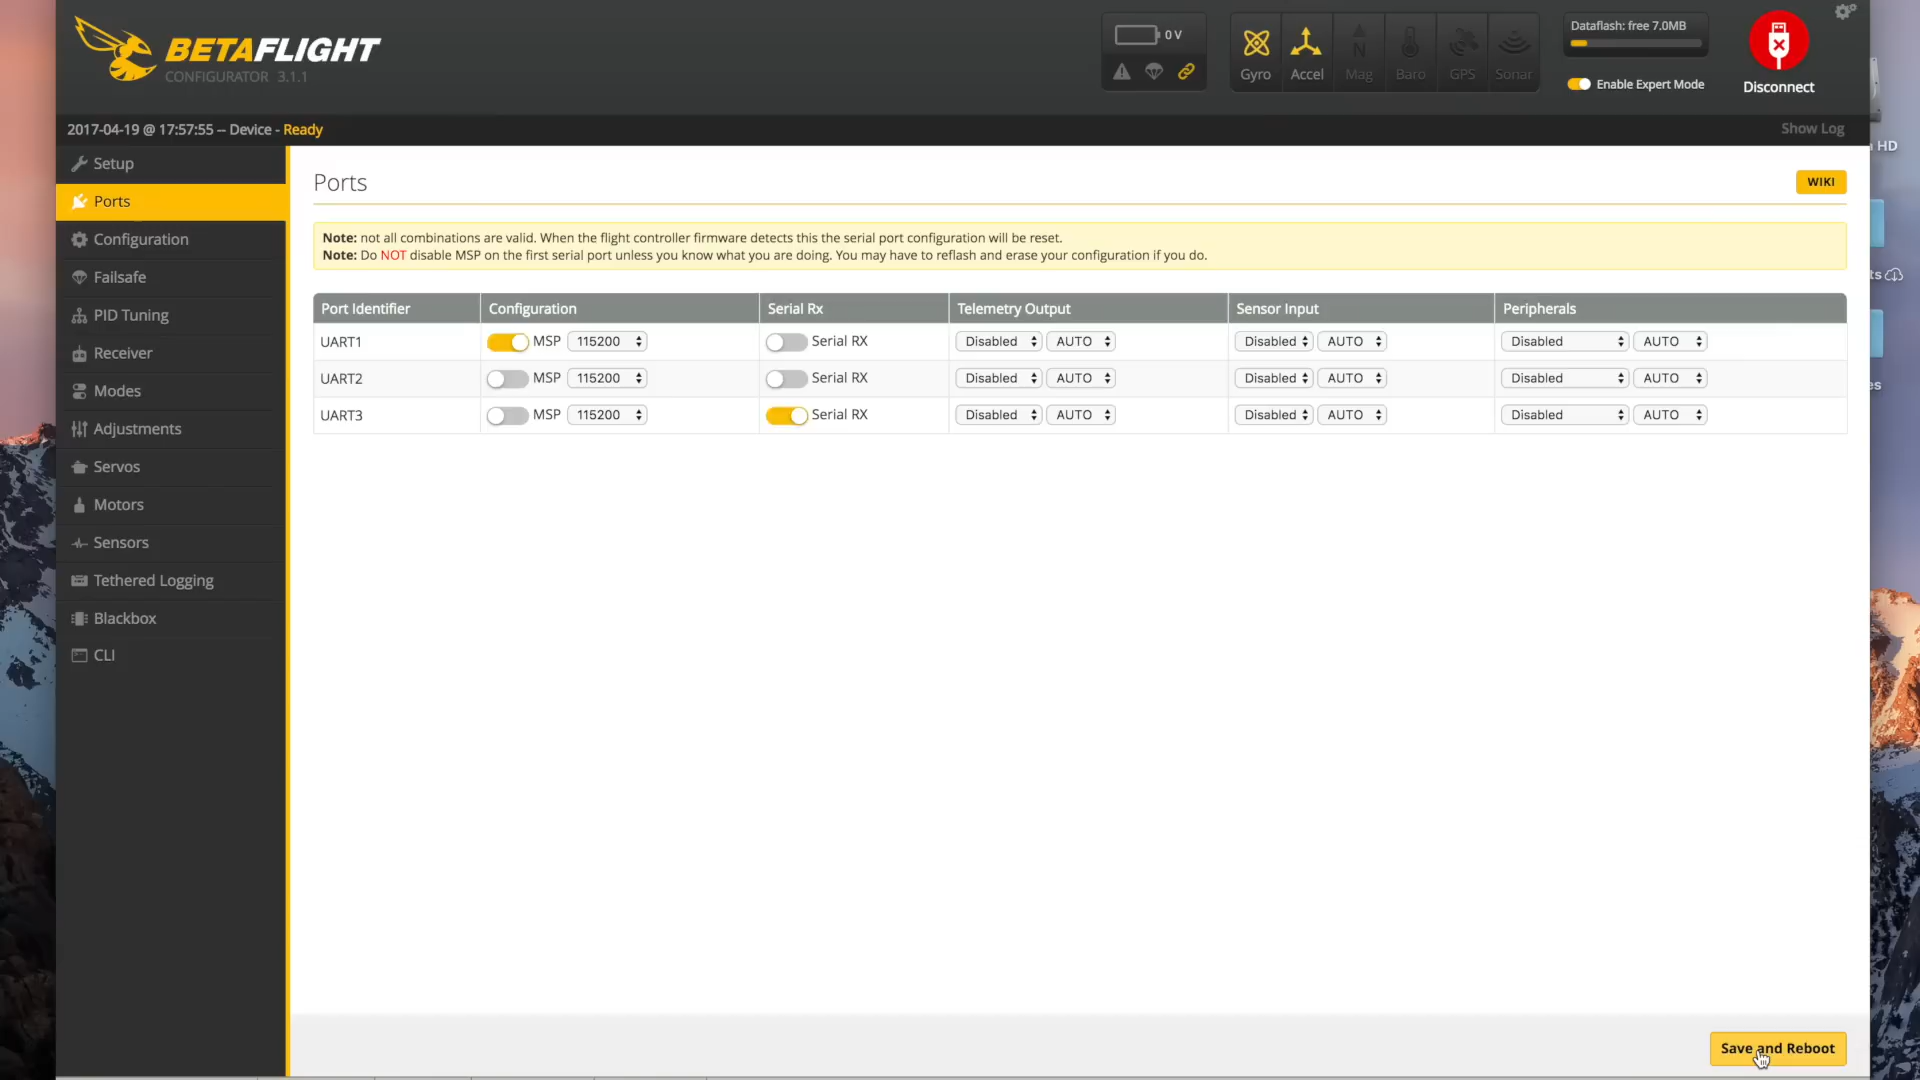 BETAFLIGHT
CONFIGURATOR 3.1.1
0 V
Gyro
Accel
Mag
Baro
GPS
Sonar
Dataflash: free 7.0MB
Enable Expert Mode
Disconnect
2017-04-19 @ 17:57:55 -- Device - Ready
Show Log
HD
Setup
Ports
Configuration
Failsafe
PID Tuning
Receiver
Modes
Adjustments
Servos
Motors
Sensors
Tethered Logging
Blackbox
CLI
Ports
WIKI
Note: not all combinations are valid. When the flight controller firmware detects this the serial port configuration will be reset.
Note: Do NOT disable MSP on the first serial port unless you know what you are doing. You may have to reflash and erase your configuration if you do.
Port Identifier Configuration Serial Rx Telemetry Output Sensor Input Peripherals
UART1 MSP 115200 Serial RX Disabled AUTO Disabled AUTO Disabled AUTO
UART2 MSP 115200 Serial RX Disabled AUTO Disabled AUTO Disabled AUTO
UART3 MSP 115200 Serial RX Disabled AUTO Disabled AUTO Disabled AUTO
Save and Reboot